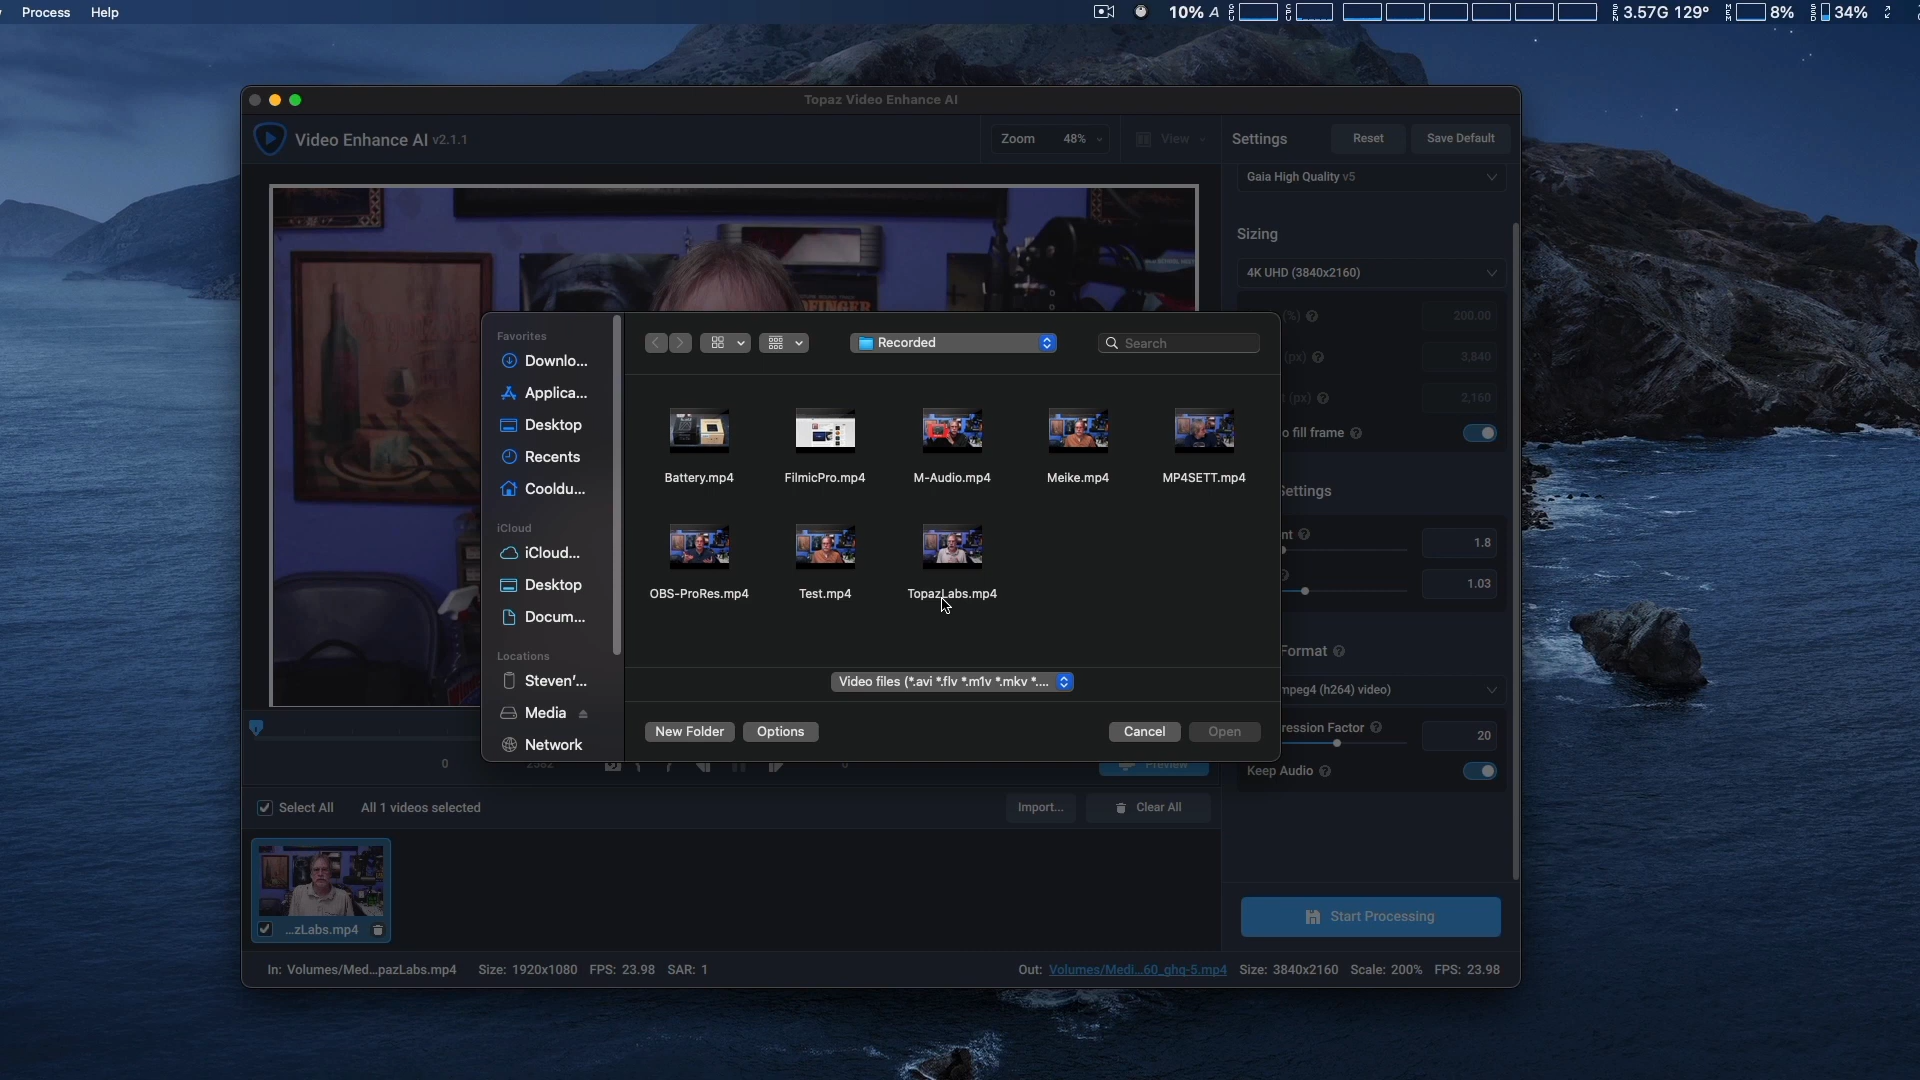 Process Help
10% A
3.57G 129°
8%
34%
Topaz Video Enhance AI
Video Enhance AI v2.1.1
Zoom 48%
View
Settings
Reset
Save Default
Gaia High Quality v5
Sizing
4K UHD (3840x2160)
(%)
200.00
(px)
3,840
(px)
2,160
o fill frame
Settings
1.8
1.03
Format
mpeg4 (h264) video)
ression Factor
20
Keep Audio
Start Processing
FINGER
Favorites
Downlo...
Applica...
Desktop
Recents
Cooldu...
iCloud
iCloud...
Desktop
Docum...
Locations
Steven'...
Media
Network
Recorded
Search
Battery.mp4
FilmicPro.mp4
M-Audio.mp4
Meike.mp4
MP4SETT.mp4
OBS-ProRes.mp4
Test.mp4
TopazLabs.mp4
Video files (*.avi *.flv *.m1v *.mkv *....
New Folder
Options
Cancel
Open
0
2382
0
Preview
Select All
All 1 videos selected
Import...
Clear All
...zLabs.mp4
In: Volumes/Med...pazLabs.mp4 Size: 1920x1080 FPS: 23.98 SAR: 1
Out: Volumes/Medi...60_ghq-5.mp4 Size: 3840x2160 Scale: 200% FPS: 23.98